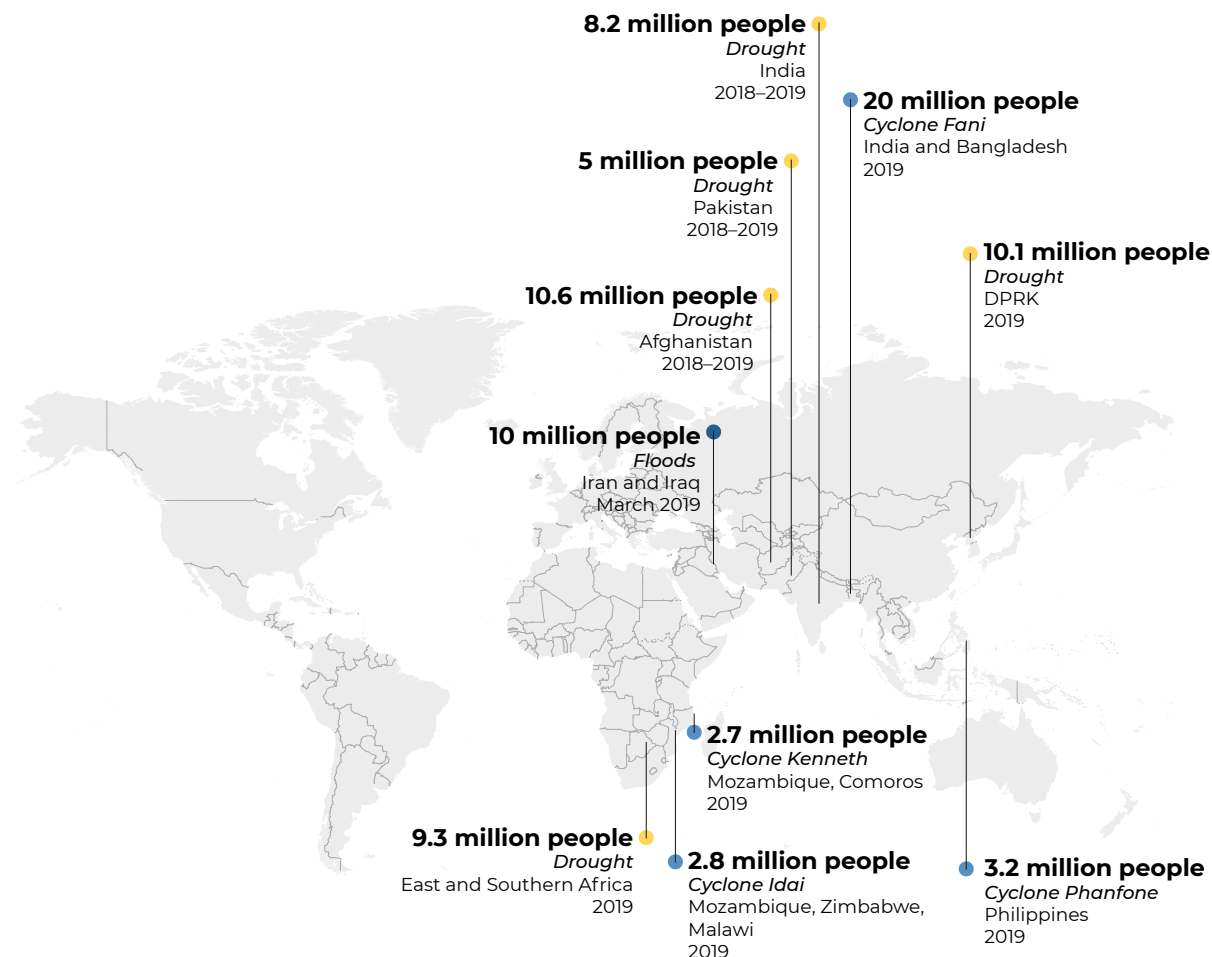 8.2 million people
Drought
India
2018–2019
20 million people
Cyclone Fani
India and Bangladesh
2019
5 million people
Drought
Pakistan
2018–2019
10.1 million people
Drought
DPRK
2019
10.6 million people
Drought
Afghanistan
2018–2019
10 million people
Floods
Iran and Iraq
March 2019
2.7 million people
Cyclone Kenneth
Mozambique, Comoros
2019
9.3 million people
Drought
East and Southern Africa
2019
2.8 million people
Cyclone Idai
Mozambique, Zimbabwe,
Malawi
2019
3.2 million people
Cyclone Phanfone
Philippines
2019